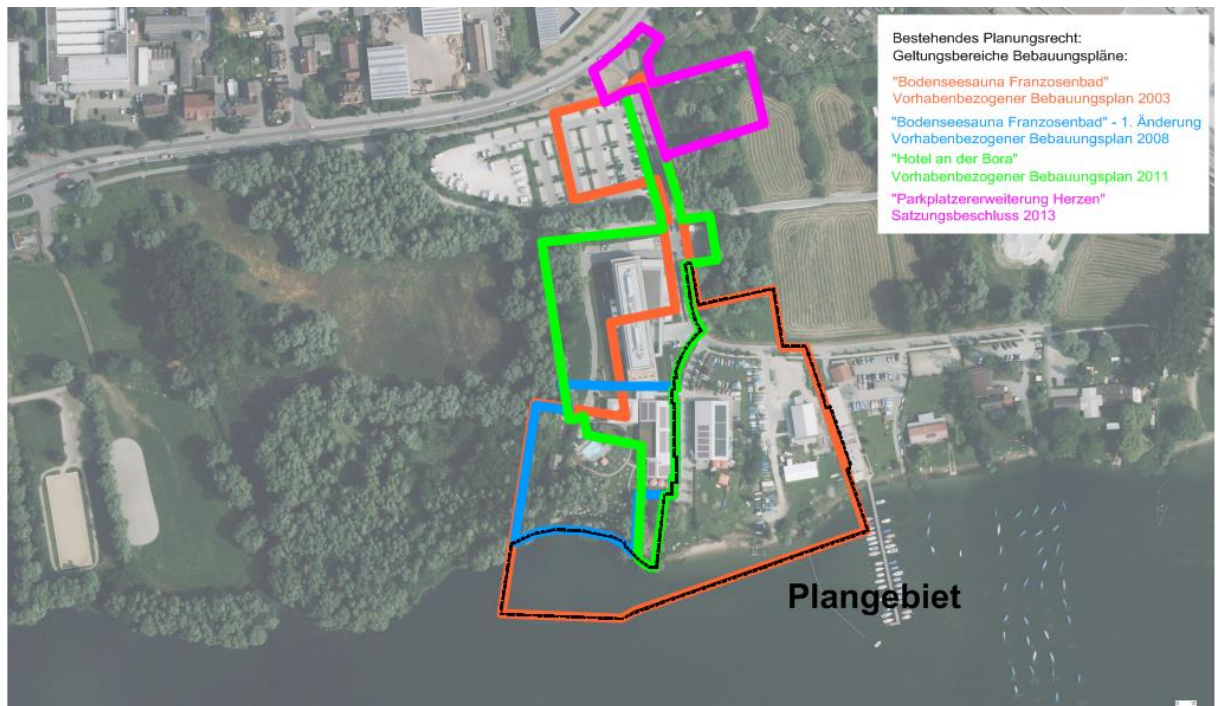 Bestehendes Planungsrecht:
Geltungsbereiche Bebauungspläne:
"Bodenseesauna Franzosenbad"
Vorhabenbezogener Bebauungsplan 2003
"Bodenseesauna Franzosenbad" - 1. Änderung
Vorhabenbezogener Bebauungsplan 2008
"Hotel an der Bora"
Vorhabenbezogener Bebauungsplan 2011
"Parkplatzererweiterung Herzen"
Satzungsbeschluss 2013
Plangebiet